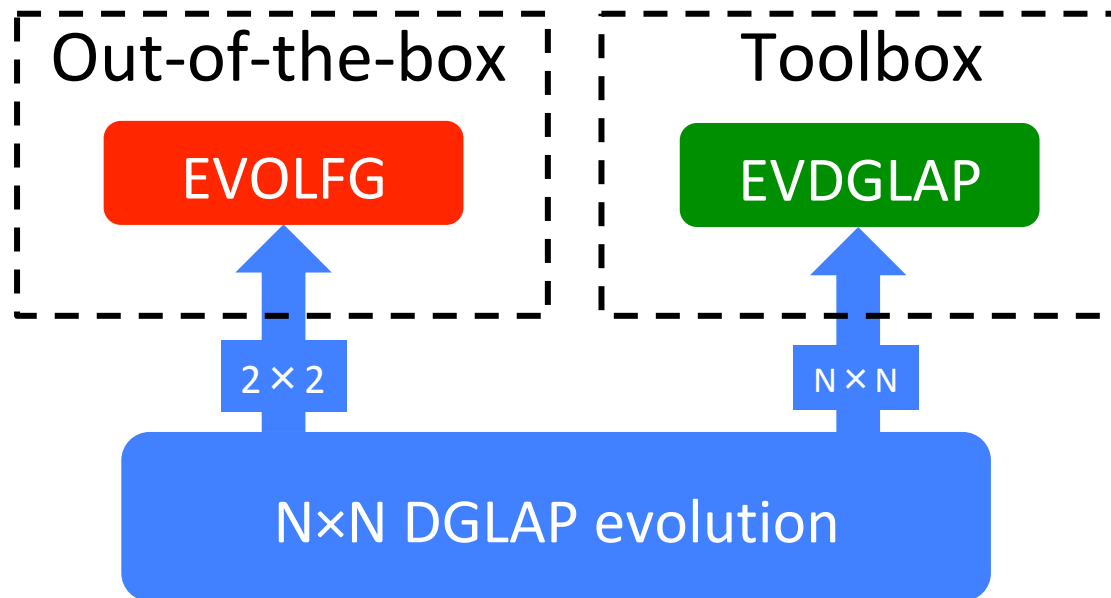 Out-of-the-box
Toolbox
EVOLFG
EVDGLAP
2 × 2
N × N
N×N DGLAP evolution